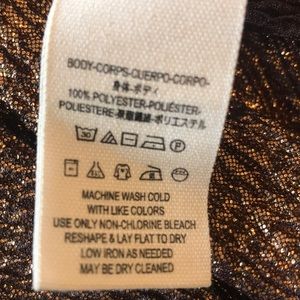 BODY-CORPS-CUERPO-CORPO-
身体-ボディ
100% POLYESTER-POLIÉSTER-
POLIESTERE-聚酯纖維-ポリエステル
MACHINE WASH COLD
WITH LIKE COLORS
USE ONLY NON-CHLORINE BLEACH
RESHAPE & LAY FLAT TO DRY
LOW IRON AS NEEDED
MAY BE DRY CLEANED